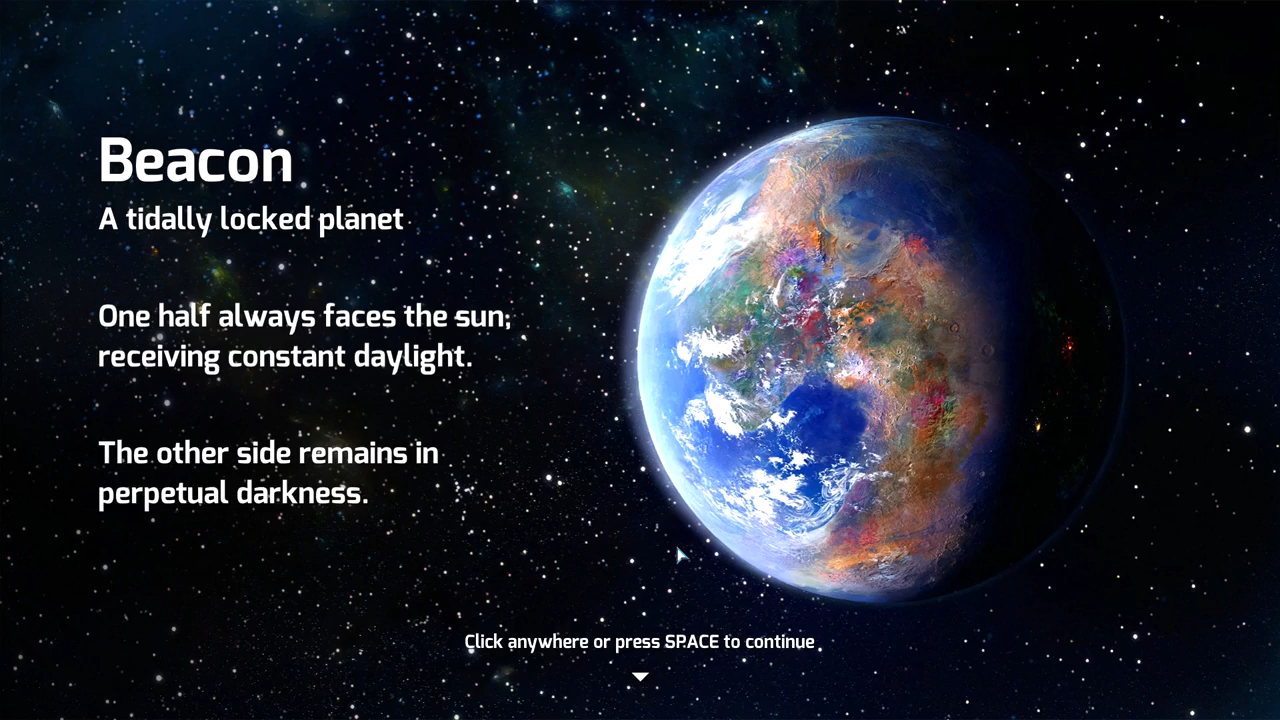 Beacon
A tidally locked planet
One half always faces the sun,
receiving constant daylight.
The other side remains in
perpetual darkness.
Click anywhere or press SPACE to continue